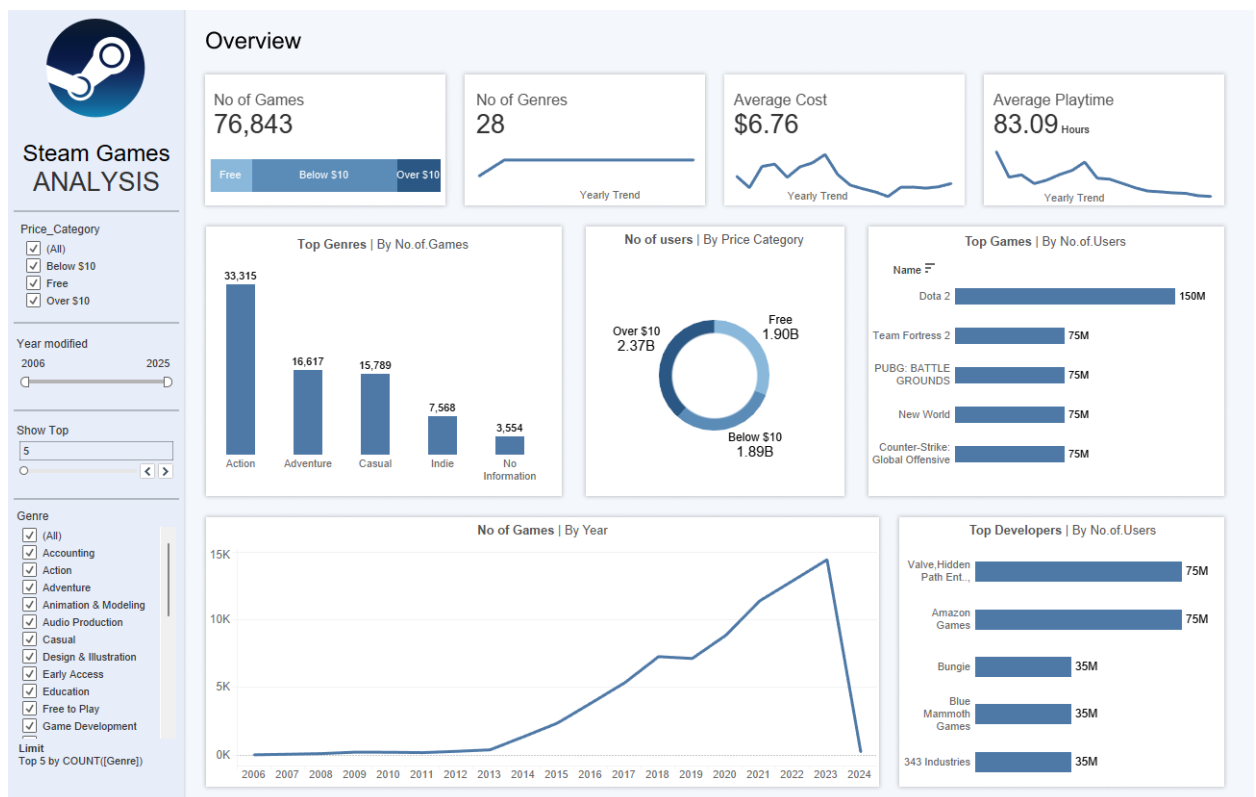 Steam Games
ANALYSIS
Price_Category
(All)
Below $10
Free
Over $10
Year modified
2006 2025
Show Top
5
Genre
(All)
Accounting
Action
Adventure
Animation & Modeling
Audio Production
Casual
Design & Illustration
Early Access
Education
Free to Play
Game Development
Limit
Top 5 by COUNT([Genre])
Overview
No of Games
76,843
Free Below $10 Over $10
No of Genres
28
Yearly Trend
Average Cost
$6.76
Yearly Trend
Average Playtime
83.09 Hours
Yearly Trend
Top Genres | By No.of.Games
33,315
16,617
15,789
7,568
3,554
Action Adventure Casual Indie No
Information
No of users | By Price Category
Free
1.90B
Over $10
2.37B
Below $10
1.89B
Top Games | By No.of.Users
Name
Dota 2 150M
Team Fortress 2 75M
PUBG: BATTLE
GROUNDS 75M
New World 75M
Counter-Strike:
Global Offensive 75M
No of Games | By Year
15K
10K
5K
0K
2006 2007 2008 2009 2010 2011 2012 2013 2014 2015 2016 2017 2018 2019 2020 2021 2022 2023 2024
Top Developers | By No.of.Users
Valve,Hidden
Path Ent.., 75M
Amazon
Games 75M
Bungie 35M
Blue
Mammoth
Games 35M
343 Industries 35M